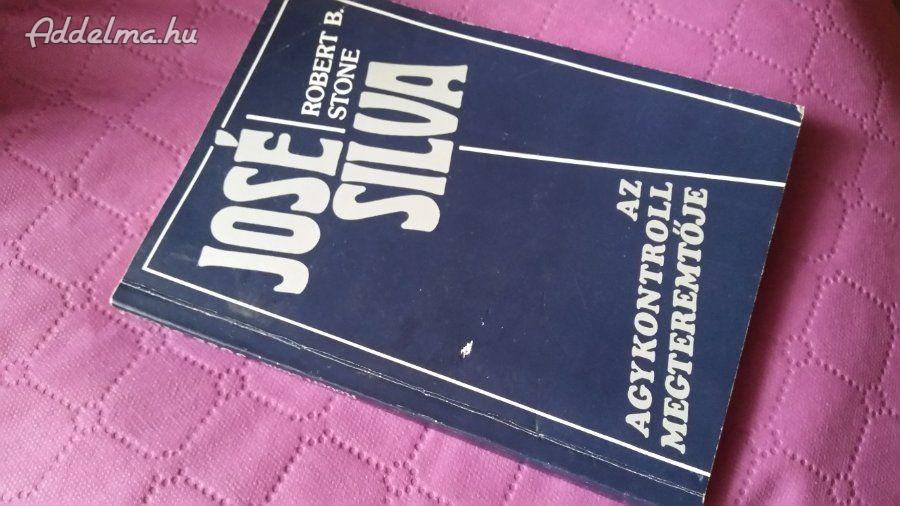 Addelma.hu
ROBERT B.
STONE
JOSÉ
SILVA
AZ
AGYKONTROLL
MEGTEREMTŐJE